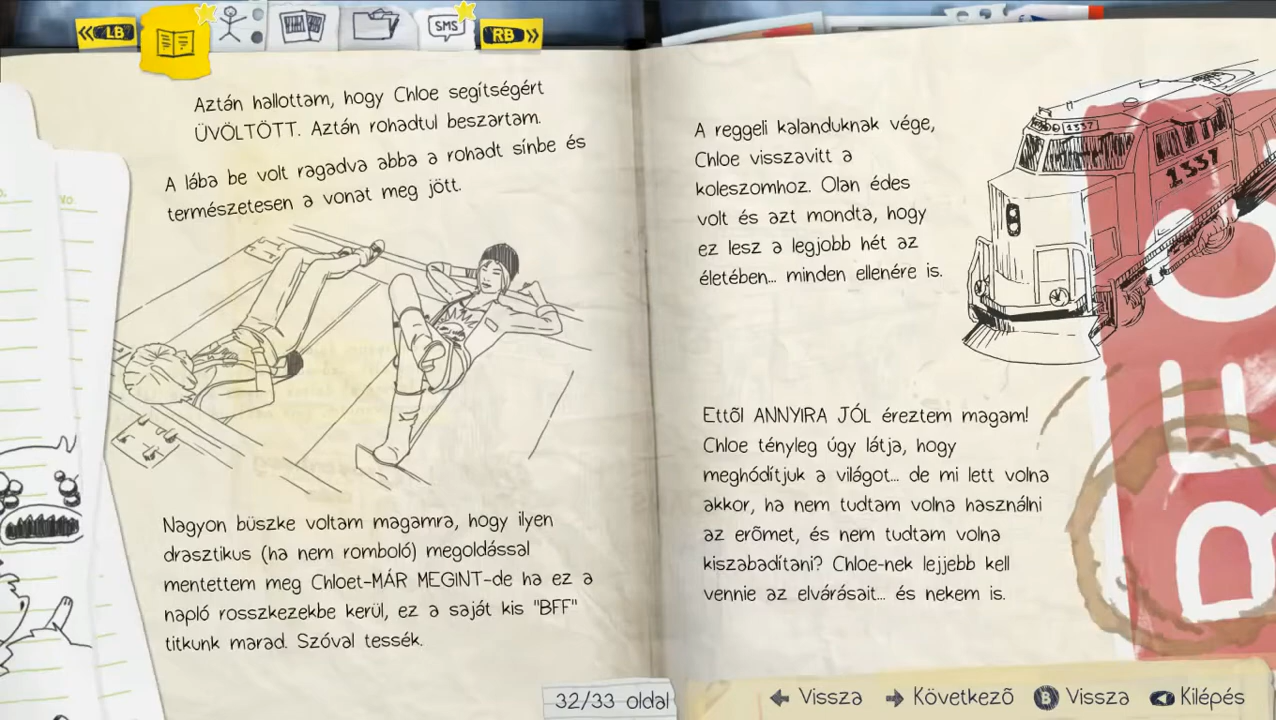 LB
SMS
RB
Aztán hallottam, hogy Chloe segítségért
ÜVÖLTÖTT. Aztán rohadtul beszartam.
A lába be volt ragadva abba a rohadt sínbe és
természetesen a vonat meg jött.
Nagyon büszke voltam magamra, hogy ilyen
drasztikus (ha nem romboló) megoldással
mentettem meg Chloet-MÁR MEGINT-de ha ez a
napló rosszkezekbe kerül, ez a saját kis "BFF"
titkunk marad. Szóval tessék.
A reggeli kalanduknak vége,
Chloe visszavitt a
koleszomhoz. Olan édes
volt és azt mondta, hogy
ez lesz a legjobb hét az
életében... minden ellenére is.
1337
1337
Ettõl ANNYIRA JÓL éreztem magam!
Chloe tényleg úgy látja, hogy
meghódítjuk a világot... de mi lett volna
akkor, ha nem tudtam volna használni
az erõmet, és nem tudtam volna
kiszabadítani? Chloe-nek lejjebb kell
vennie az elvárásait... és nekem is.
32/33 oldal
Vissza
Következõ
B Vissza
Kilépés